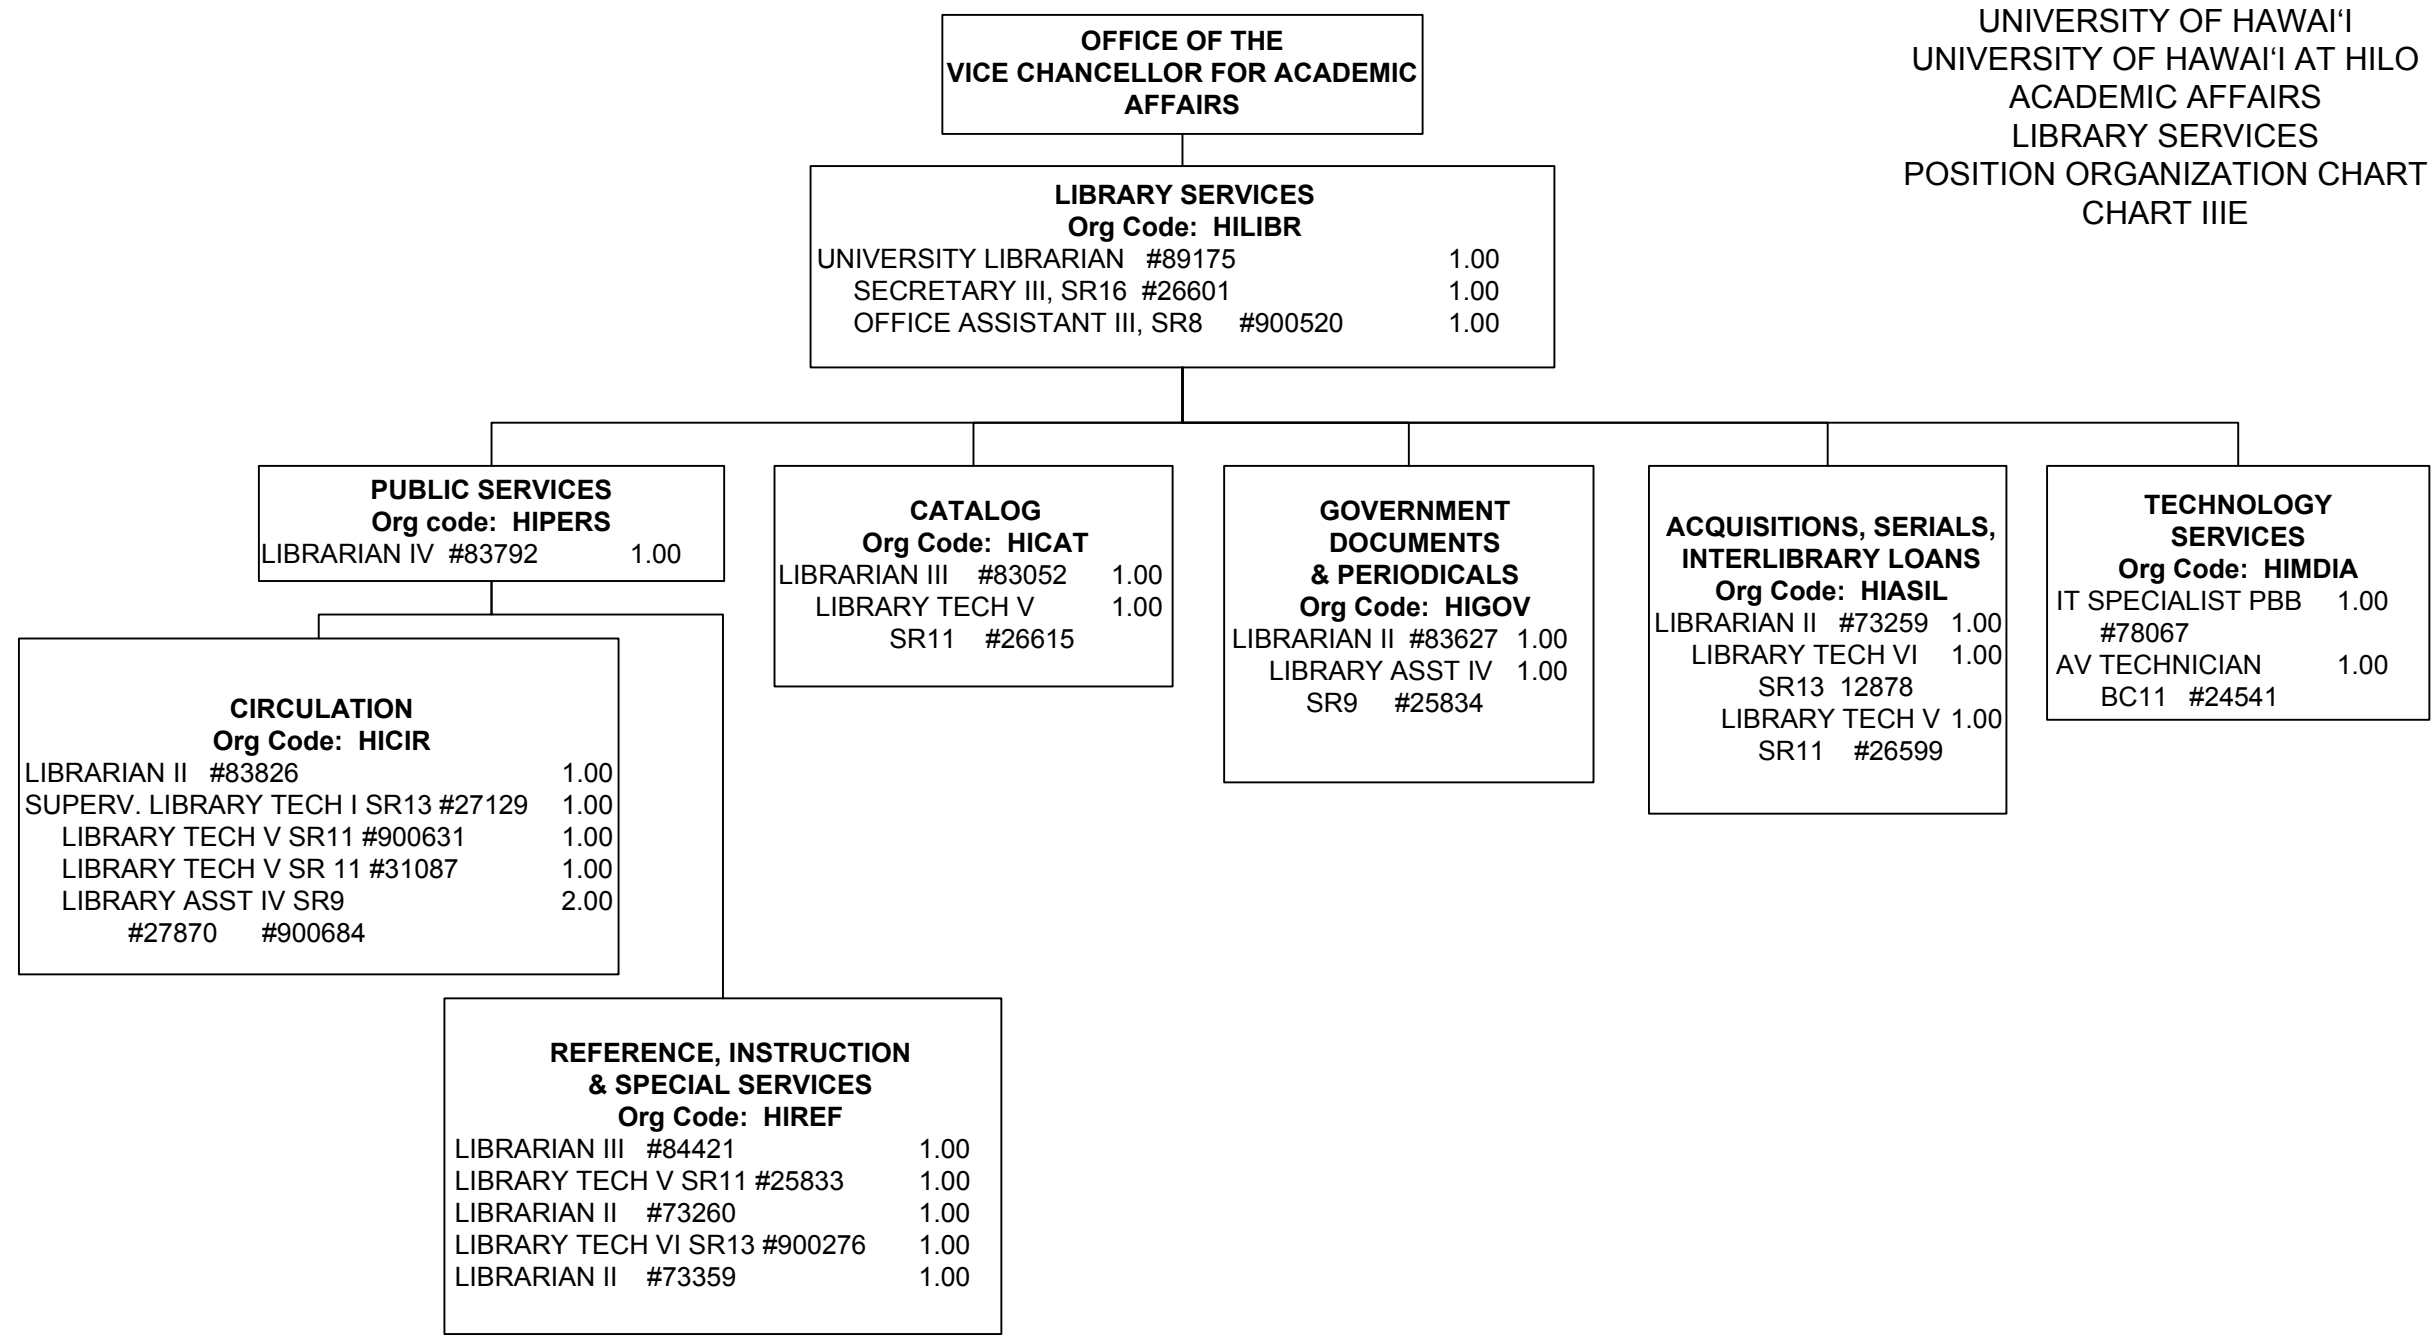 UNIVERSITY OF HAWAI‘I
UNIVERSITY OF HAWAI‘I AT HILO
ACADEMIC AFFAIRS
LIBRARY SERVICES
POSITION ORGANIZATION CHART
CHART IIIE
OFFICE OF THE
VICE CHANCELLOR FOR ACADEMIC
AFFAIRS
LIBRARY SERVICES
Org Code: HILIBR
UNIVERSITY LIBRARIAN #89175 1.00
SECRETARY III, SR16 #26601 1.00
OFFICE ASSISTANT III, SR8 #900520 1.00
PUBLIC SERVICES
Org code: HIPERS
LIBRARIAN IV #83792 1.00
CIRCULATION
Org Code: HICIR
LIBRARIAN II #83826 1.00
SUPERV. LIBRARY TECH I SR13 #27129 1.00
LIBRARY TECH V SR11 #900631 1.00
LIBRARY TECH V SR 11 #31087 1.00
LIBRARY ASST IV SR9 2.00
#27870 #900684
REFERENCE, INSTRUCTION
& SPECIAL SERVICES
Org Code: HIREF
LIBRARIAN III #84421 1.00
LIBRARY TECH V SR11 #25833 1.00
LIBRARIAN II #73260 1.00
LIBRARY TECH VI SR13 #900276 1.00
LIBRARIAN II #73359 1.00
CATALOG
Org Code: HICAT
LIBRARIAN III #83052 1.00
LIBRARY TECH V 1.00
SR11 #26615
GOVERNMENT
DOCUMENTS
& PERIODICALS
Org Code: HIGOV
LIBRARIAN II #83627 1.00
LIBRARY ASST IV 1.00
SR9 #25834
ACQUISITIONS, SERIALS,
INTERLIBRARY LOANS
Org Code: HIASIL
LIBRARIAN II #73259 1.00
LIBRARY TECH VI 1.00
SR13 12878
LIBRARY TECH V 1.00
SR11 #26599
TECHNOLOGY
SERVICES
Org Code: HIMDIA
IT SPECIALIST PBB 1.00
#78067
AV TECHNICIAN 1.00
BC11 #24541